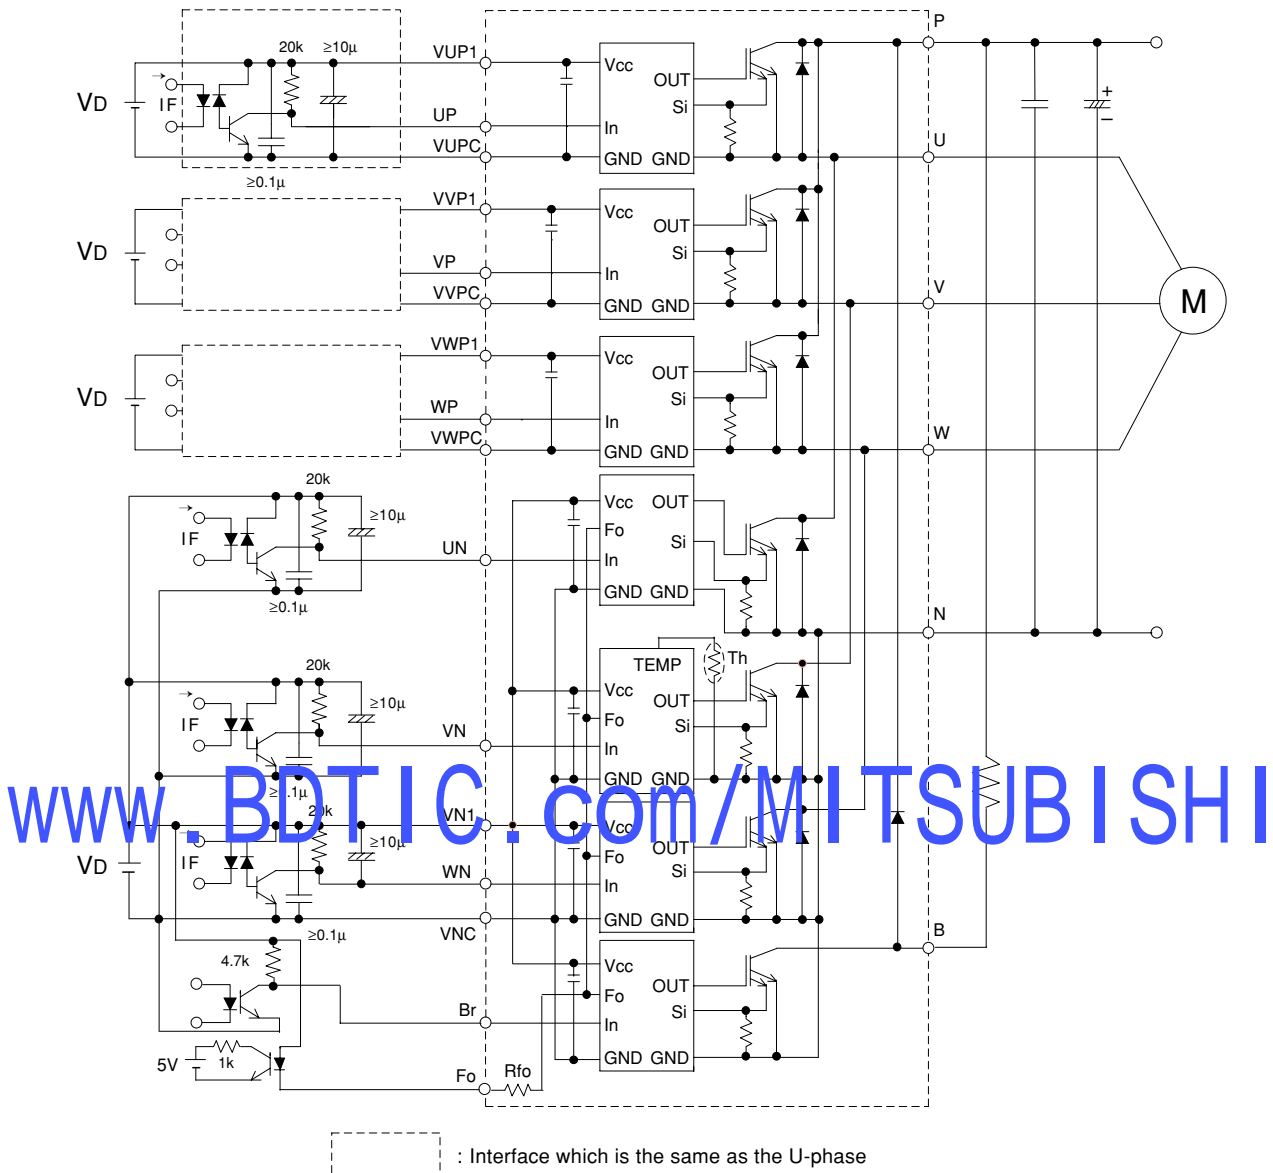 P
20k ≥10µ VUP1
Vcc
OUT
VD IF Si + –
UP In
VUPC GND GND U
≥0.1µ
VVP1 Vcc
OUT
VD Si
VP In
VVPC GND GND V
M
VWP1 Vcc
OUT
VD Si
WP In
VWPC GND GND W
20k
Vcc OUT
≥10µ Fo
IF UN Si
In
GND GND
≥0.1µ N
TEMP Th
20k
Vcc
≥10µ OUT
IF Fo
VN Si
In
GND GND
≥0.1µ
www.BDTIC.com/MITSUBISHI
20k VN1 Vcc
≥10µ OUT
VD IF Fo
WN Si
In
VNC GND GND
≥0.1µ B
4.7k Vcc
OUT
Fo
Br Si
In
5V 1k GND GND
Fo Rfo
: Interface which is the same as the U-phase